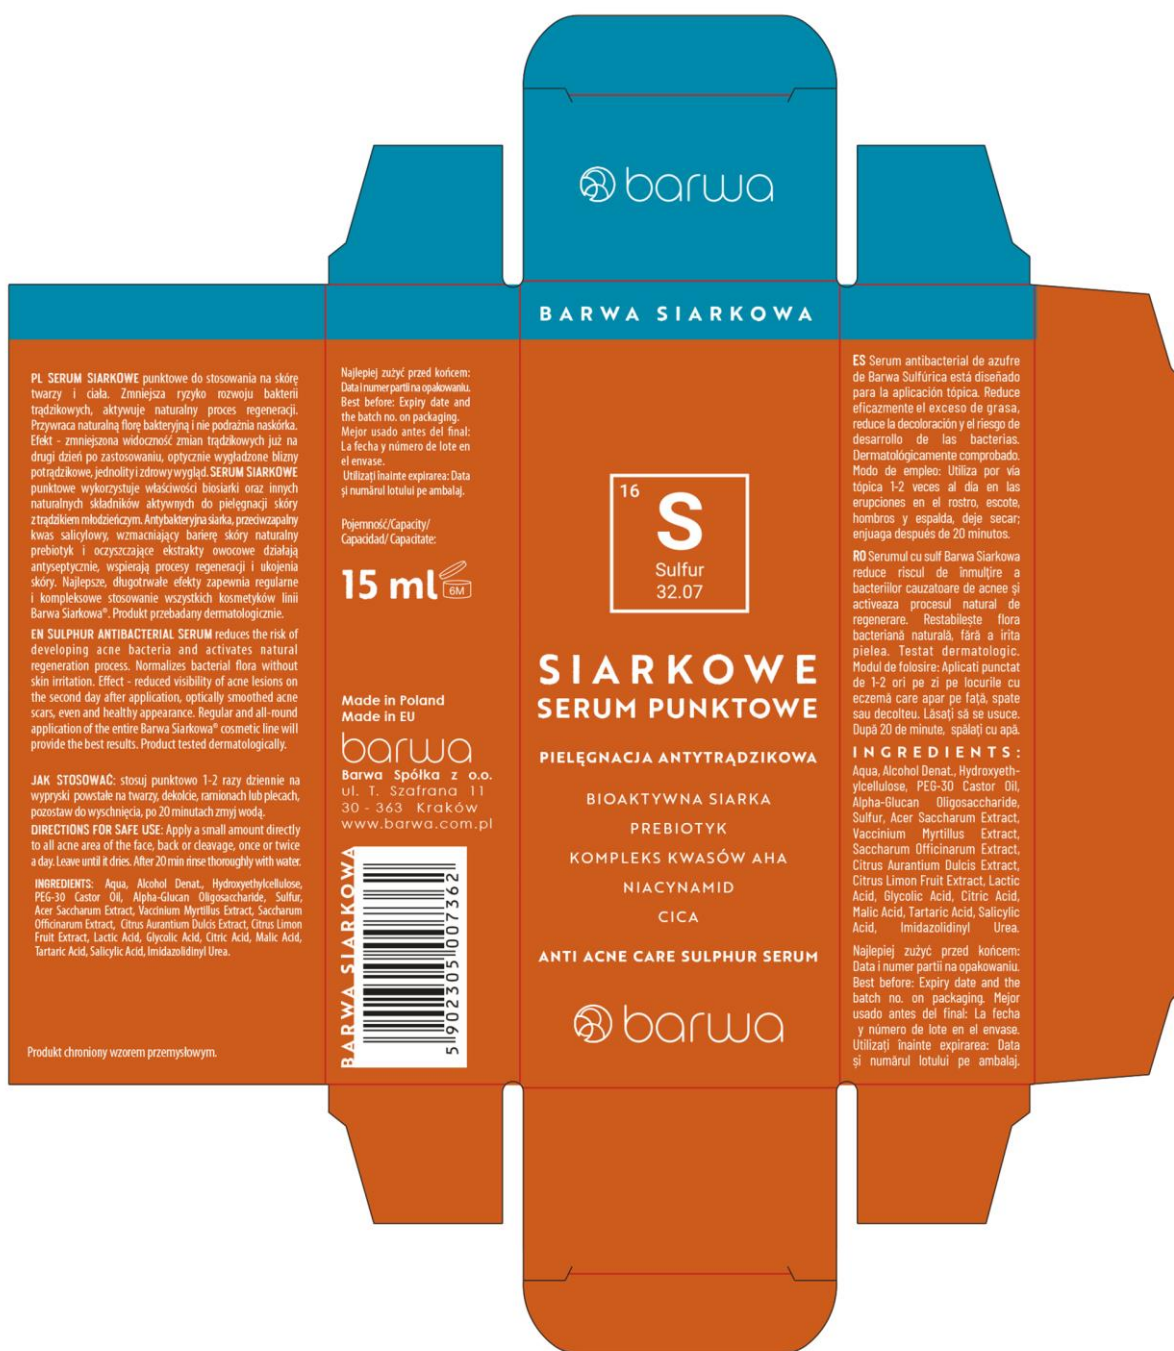 barwa
BARWA SIARKOWA
PL SERUM SIARKOWE punktowe do stosowania na skórę
twarzy i ciała. Zmniejsza ryzyko rozwoju bakterii
trądzikowych, aktywuje naturalny proces regeneracji.
Przywraca naturalną florę bakteryjną i nie podrażnia naskórka.
Efekt - zmniejszona widoczność zmian trądzikowych już na
drugi dzień po zastosowaniu, optycznie wygładzone blizny
potrądzikowe, jednolity i zdrowy wygląd. SERUM SIARKOWE
punktowe wykorzystuje właściwości biosiarki oraz innych
naturalnych składników aktywnych do pielęgnacji skóry
z trądzikiem młodzieńczym. Antybakteryjna siarka, przeciwzapalny
kwas salicylowy, wzmacniający barierę skóry naturalny
prebiotyk i oczyszczające ekstrakty owocowe działają
antyseptycznie, wspierają procesy regeneracji i ukojenia
skóry. Najlepsze, długotrwałe efekty zapewnia regularne
i kompleksowe stosowanie wszystkich kosmetyków linii
Barwa Siarkowa®. Produkt przebadany dermatologicznie.
EN SULPHUR ANTIBACTERIAL SERUM reduces the risk of
developing acne bacteria and activates natural
regeneration process. Normalizes bacterial flora without
skin irritation. Effect - reduced visibility of acne lesions on
the second day after application, optically smoothed acne
scars, even and healthy appearance. Regular and all-round
application of the entire Barwa Siarkowa® cosmetic line will
provide the best results. Product tested dermatologically.
JAK STOSOWAĆ: stosuj punktowo 1-2 razy dziennie na
wypryski powstałe na twarzy, dekolcie, ramionach lub plecach,
pozostaw do wyschnięcia, po 20 minutach zmyj wodą.
DIRECTIONS FOR SAFE USE: Apply a small amount directly
to all acne area of the face, back or cleavage, once or twice
a day. Leave until it dries. After 20 min rinse thoroughly with water.
INGREDIENTS: Aqua, Alcohol Denat., Hydroxyethylcellulose,
PEG-30 Castor Oil, Alpha-Glucan Oligosaccharide, Sulfur,
Acer Saccharum Extract, Vaccinium Myrtillus Extract, Saccharum
Officinarum Extract, Citrus Aurantium Dulcis Extract, Citrus Limon
Fruit Extract, Lactic Acid, Glycolic Acid, Citric Acid, Malic Acid,
Tartaric Acid, Salicylic Acid, Imidazolidinyl Urea.
Produkt chroniony wzorem przemysłowym.
Najlepiej zużyć przed końcem:
Data i numer partii na opakowaniu.
Best before: Expiry date and
the batch no. on packaging.
Mejor usado antes del final:
La fecha y número de lote en
el envase.
Utilizați înainte expirarea: Data
și numărul lotului pe ambalaj.
Pojemność/Capacity/
Capacidad/ Capacitate:
15 ml 6M
Made in Poland
Made in EU
barwa
Barwa Spółka z o.o.
ul. T. Szafrana 11
30 - 363 Kraków
www.barwa.com.pl
BARWA SIARKOWA
5 902305 007362
16
S
Sulfur
32.07
SIARKOWE
SERUM PUNKTOWE
PIELĘGNACJA ANTYTRĄDZIKOWA
BIOAKTYWNA SIARKA
PREBIOTYK
KOMPLEKS KWASÓW AHA
NIACYNAMID
CICA
ANTI ACNE CARE SULPHUR SERUM
barwa
ES Serum antibacterial de azufre
de Barwa Sulfúrica está diseñado
para la aplicación tópica. Reduce
eficazmente el exceso de grasa,
reduce la decoloración y el riesgo de
desarrollo de las bacterias.
Dermatológicamente comprobado.
Modo de empleo: Utiliza por vía
tópica 1-2 veces al día en las
erupciones en el rostro, escote,
hombros y espalda, deje secar;
enjuaga después de 20 minutos.
RO Serumul cu sulf Barwa Siarkowa
reduce riscul de înmulțire a
bacteriilor cauzatoare de acnee și
activeaza procesul natural de
regenerare. Restabilește flora
bacteriană naturală, fără a irita
pielea. Testat dermatologic.
Modul de folosire: Aplicati punctat
de 1-2 ori pe zi pe locurile cu
eczemă care apar pe față, spate
sau decolteu. Lăsați să se usuce.
După 20 de minute, spălați cu apă.
INGREDIENTS:
Aqua, Alcohol Denat., Hydroxyeth-
ylcellulose, PEG-30 Castor Oil,
Alpha-Glucan Oligosaccharide,
Sulfur, Acer Saccharum Extract,
Vaccinium Myrtillus Extract,
Saccharum Officinarum Extract,
Citrus Aurantium Dulcis Extract,
Citrus Limon Fruit Extract, Lactic
Acid, Glycolic Acid, Citric Acid,
Malic Acid, Tartaric Acid, Salicylic
Acid, Imidazolidinyl Urea.
Najlepiej zużyć przed końcem:
Data i numer partii na opakowaniu.
Best before: Expiry date and the
batch no. on packaging. Mejor
usado antes del final: La fecha
y número de lote en el envase.
Utilizați înainte expirarea: Data
și numărul lotului pe ambalaj.